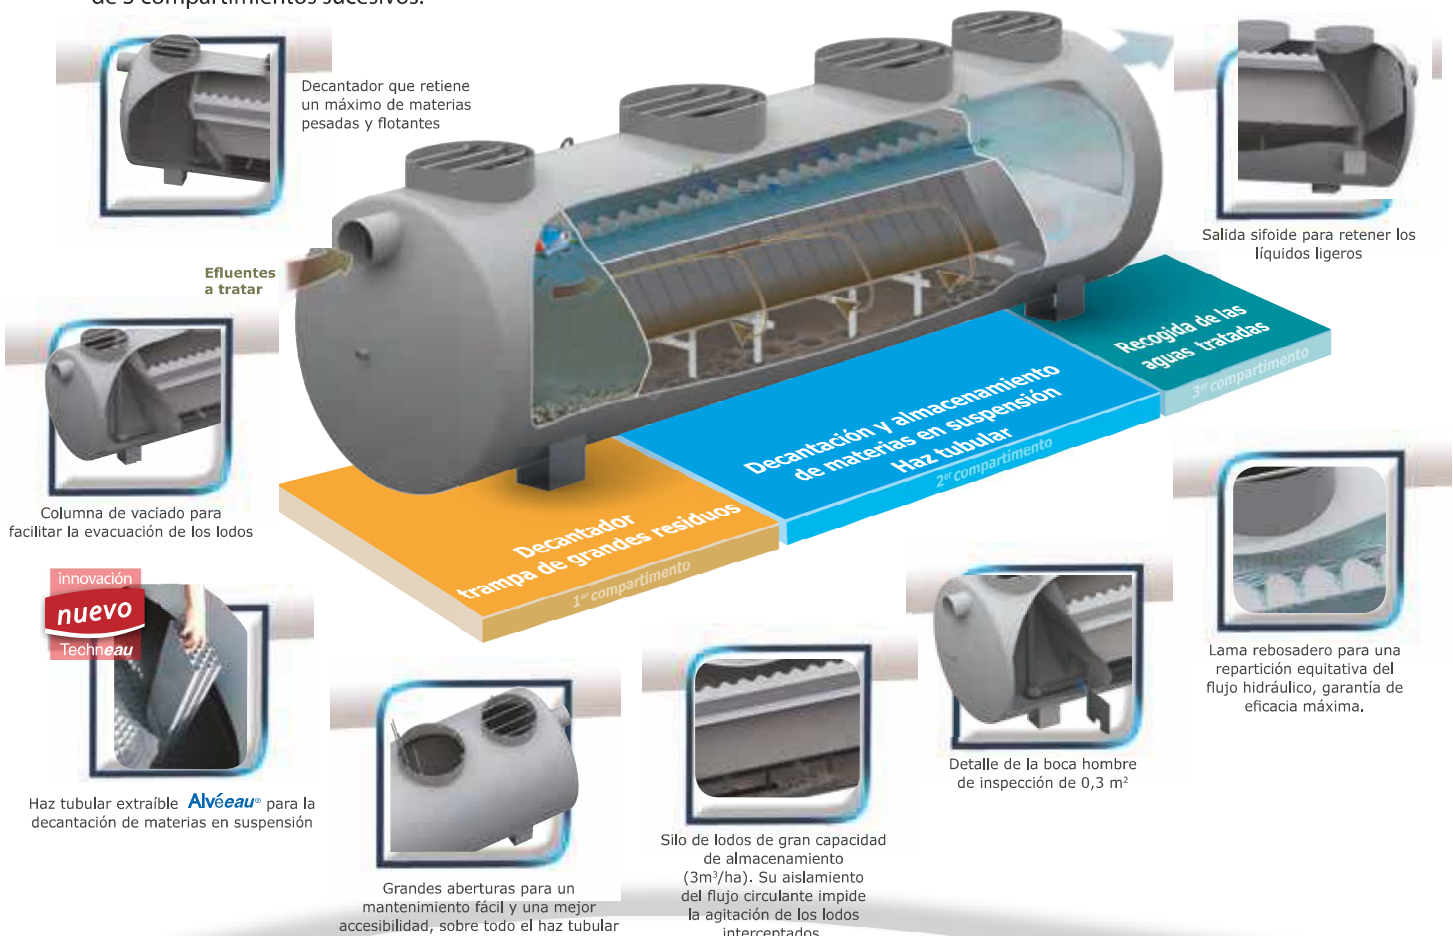 de 3 compartimientos sucesivos.
Decantador que retiene
un máximo de materias
pesadas y flotantes
Efluentes
a tratar
Salida sifoide para retener los
líquidos ligeros
Columna de vaciado para
facilitar la evacuación de los lodos
Decantador
trampa de grandes residuos
1er compartimento
Decantación y almacenamiento
de materias en suspensión
Haz tubular
2er compartimento
Recogida de las
aguas tratadas
3er compartimento
innovación
nuevo
Techneau
Haz tubular extraíble Alvéeau® para la
decantación de materias en suspensión
Grandes aberturas para un
mantenimiento fácil y una mejor
accesibilidad, sobre todo el haz tubular
Silo de lodos de gran capacidad
de almacenamiento
(3m³/ha). Su aislamiento
del flujo circulante impide
la agitación de los lodos
interceptados
Detalle de la boca hombre
de inspección de 0,3 m²
Lama rebosadero para una
repartición equitativa del
flujo hidráulico, garantía de
eficacia máxima.